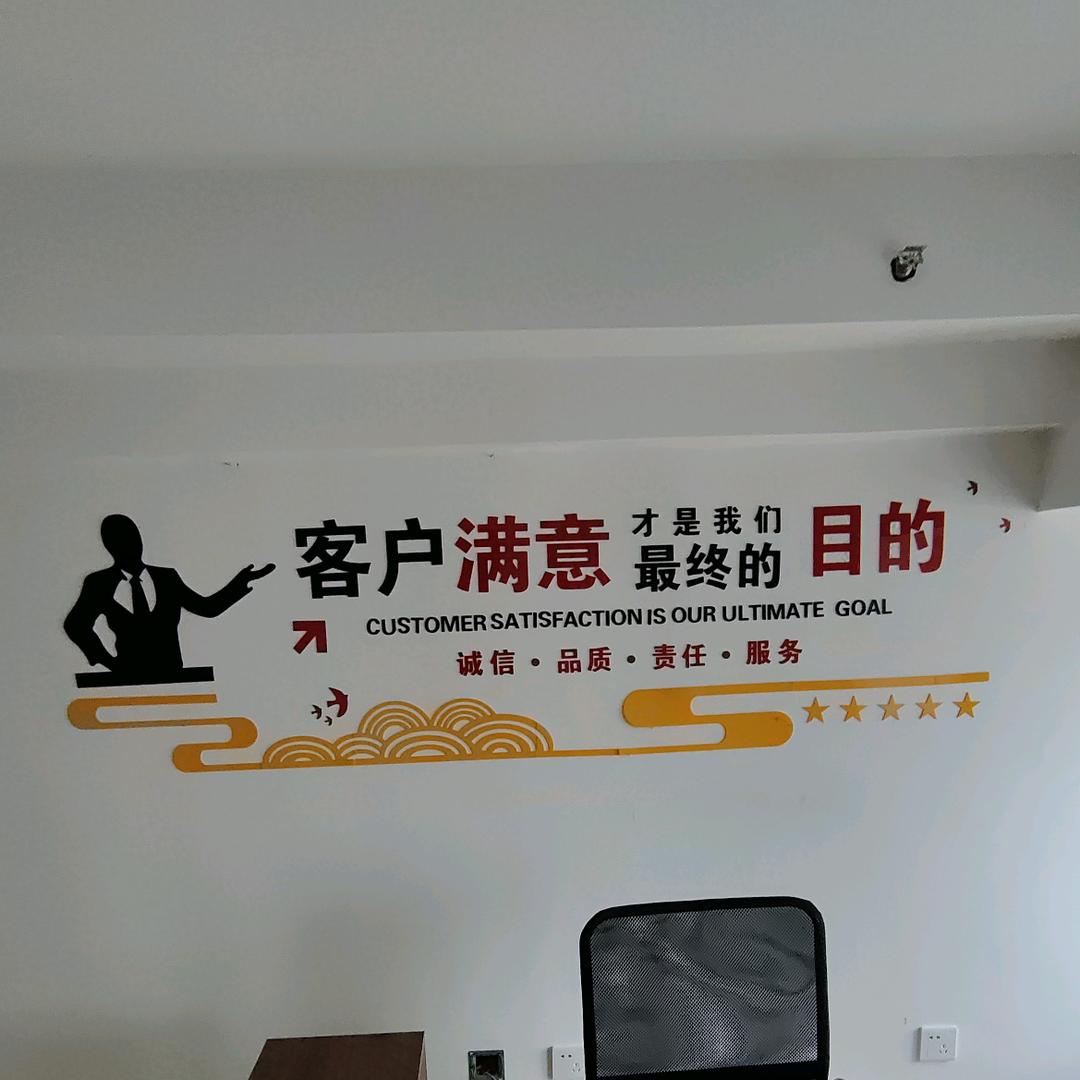 客户满意才是我们最终的目的
CUSTOMER SATISFACTION IS OUR ULTIMATE GOAL
诚信·品质·责任·服务